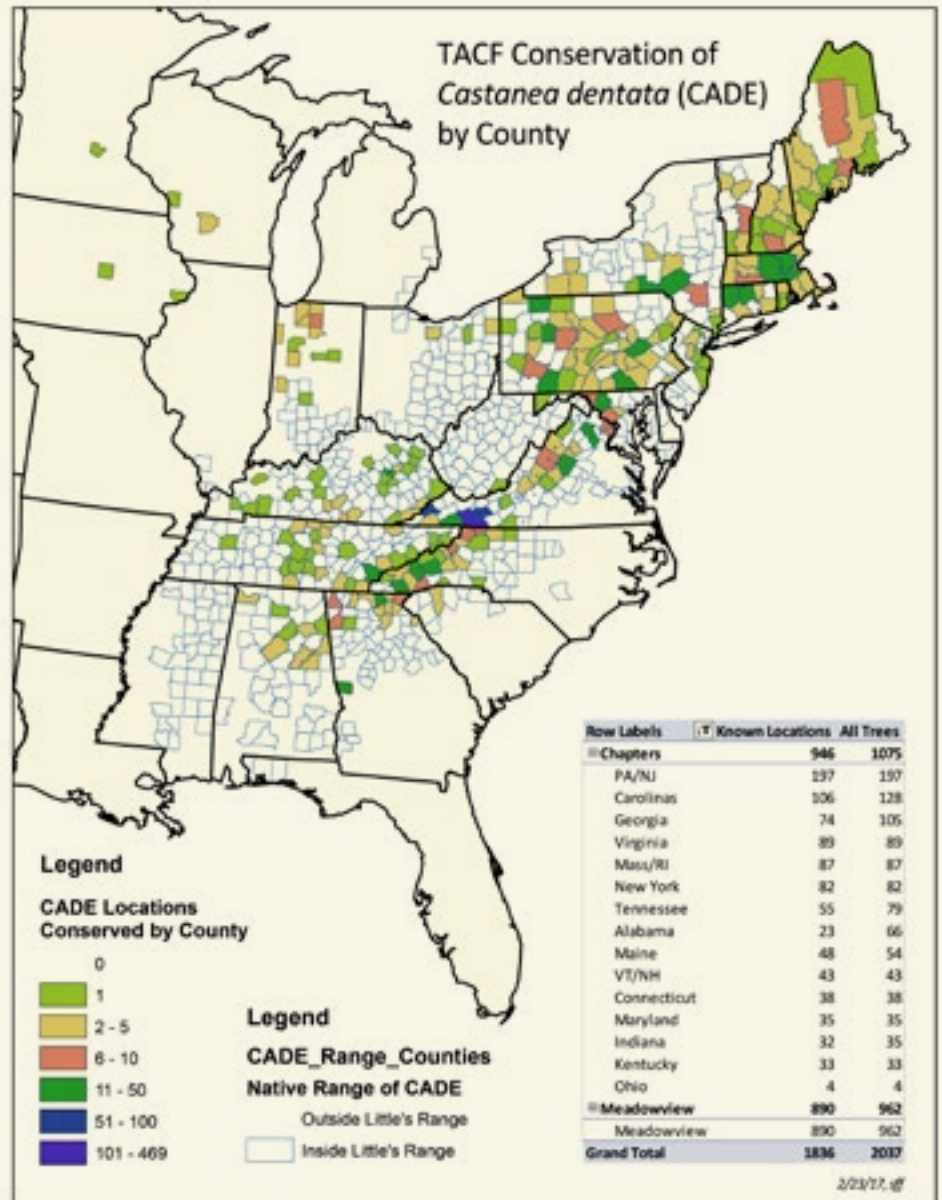 TACF Conservation of
Castanea dentata (CADE)
by County
Row Labels Known Locations All Trees
Chapters 946 1075
PA/NJ 197 197
Carolinas 106 128
Georgia 74 105
Virginia 89 89
Mass/RI 87 87
New York 82 82
Tennessee 55 79
Alabama 23 66
Maine 48 54
VT/NH 43 43
Connecticut 38 38
Maryland 35 35
Indiana 32 35
Kentucky 33 33
Ohio 4 4
Meadowview 890 962
Meadowview 890 962
Grand Total 1836 2037
2/23/17, sff
Legend
CADE Locations
Conserved by County
0
1
2 - 5
6 - 10
11 - 50
51 - 100
101 - 469
Legend
CADE_Range_Counties
Native Range of CADE
Outside Little's Range
Inside Little's Range